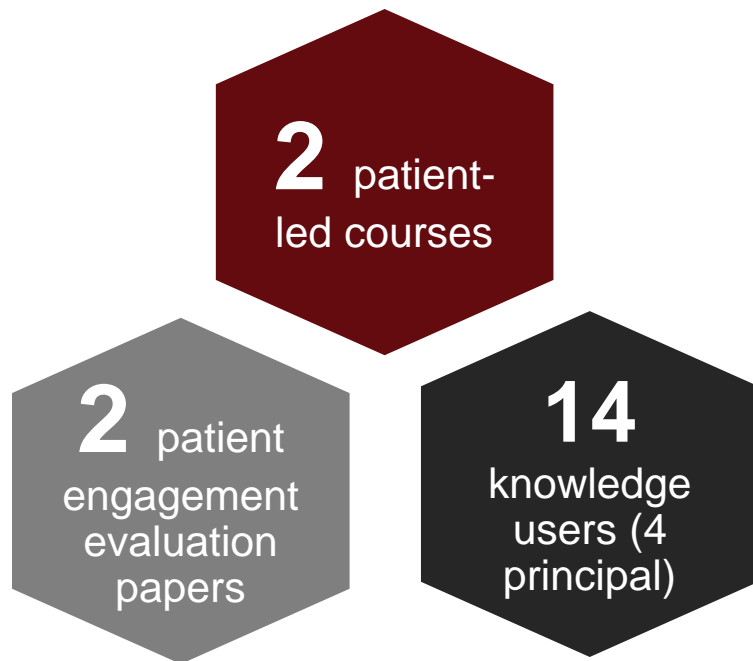 2 patient-
led courses
2 patient
engagement
evaluation
papers
14
knowledge
users (4
principal)